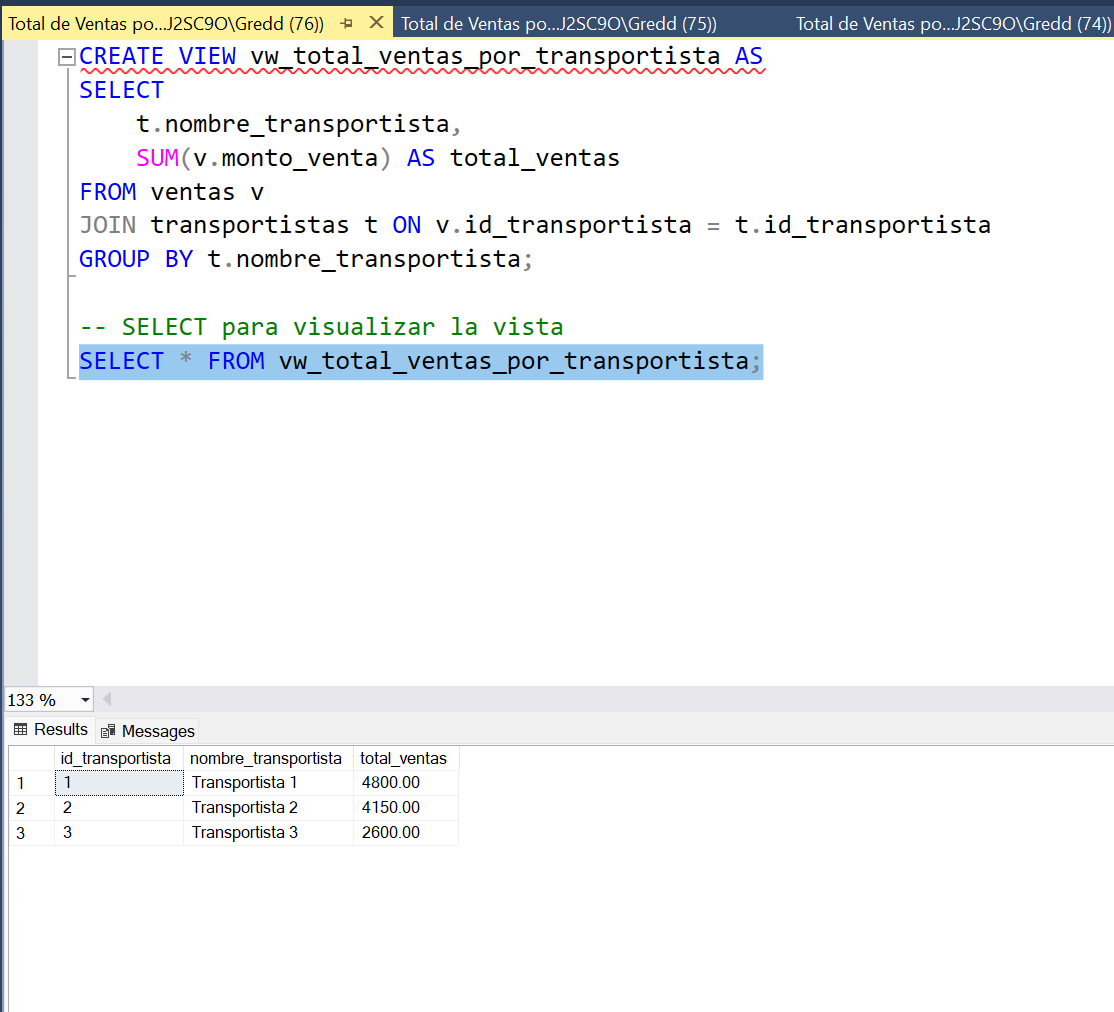 Total de Ventas po...J2SC9O\Gredd (76)) Total de Ventas po...J2SC9O\Gredd (75)) Total de Ventas po...J2SC9O\Gredd (74))
CREATE VIEW vw_total_ventas_por_transportista AS
SELECT
    t.nombre_transportista,
    SUM(v.monto_venta) AS total_ventas
FROM ventas v
JOIN transportistas t ON v.id_transportista = t.id_transportista
GROUP BY t.nombre_transportista;
-- SELECT para visualizar la vista
SELECT * FROM vw_total_ventas_por_transportista;
133 %
Results Messages
id_transportista nombre_transportista total_ventas
1 1 Transportista 1 4800.00
2 2 Transportista 2 4150.00
3 3 Transportista 3 2600.00